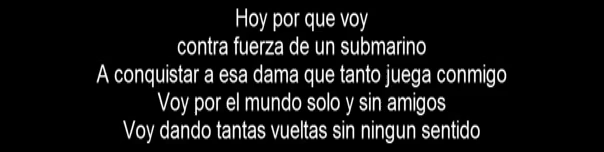 Hoy por que voy
contra fuerza de un submarino
A conquistar a esa dama que tanto juega conmigo
Voy por el mundo solo y sin amigos
Voy dando tantas vueltas sin ningun sentido